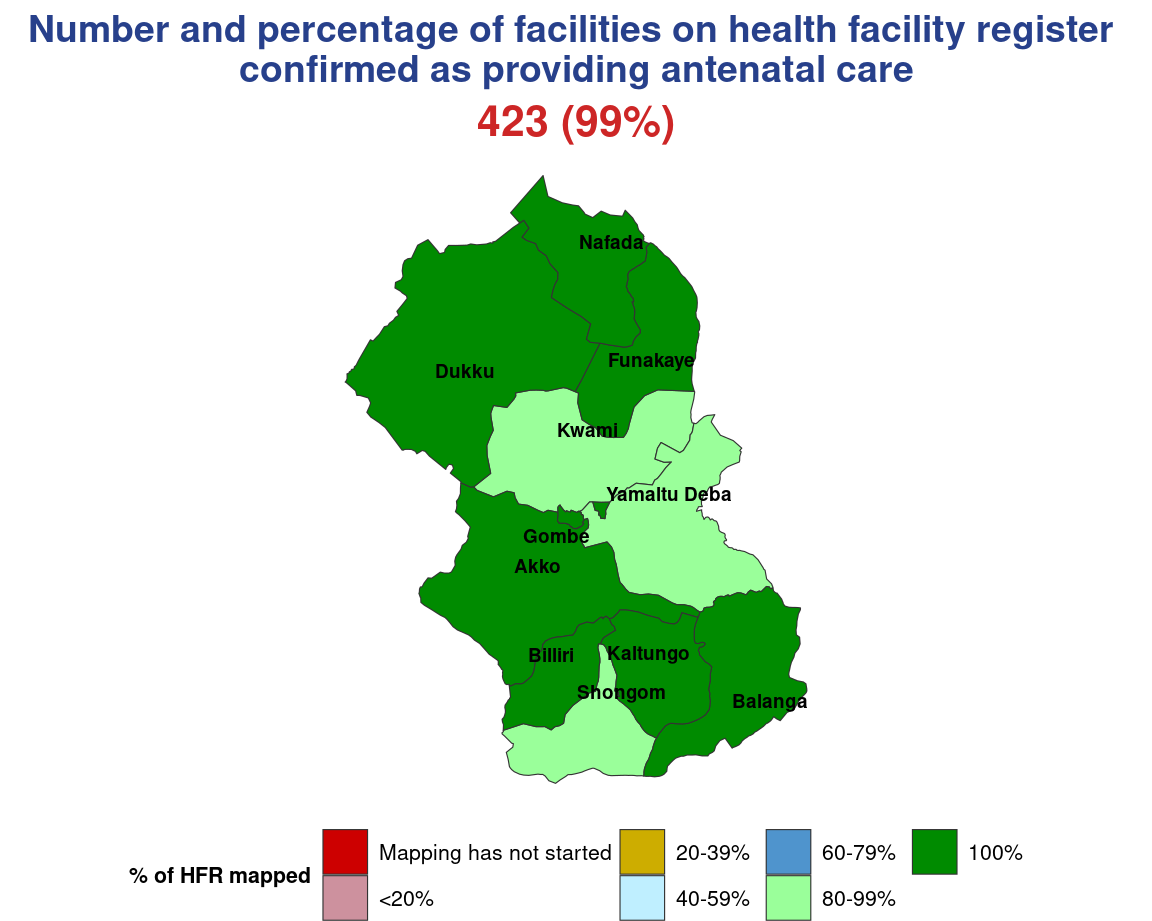 Number and percentage of facilities on health facility register
confirmed as providing antenatal care
423 (99%)
Nafada
Funakaye
Dukku
Kwami
Yamaltu Deba
Gombe
Akko
Billiri
Kaltungo
Shongom
Balanga
% of HFR mapped
Mapping has not started
<20%
20-39%
40-59%
60-79%
80-99%
100%